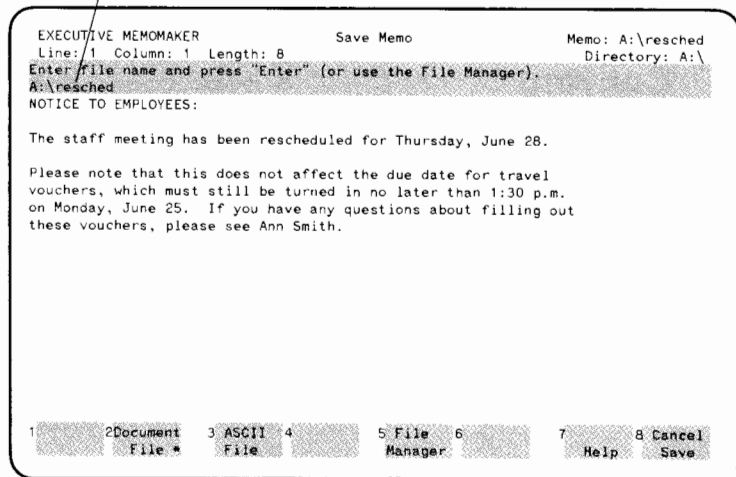 EXECUTIVE MEMOMAKER Save Memo Memo: A:\resched
Line: 1 Column: 1 Length: 8 Directory: A:\
Enter file name and press "Enter" (or use the File Manager).
A:\resched
NOTICE TO EMPLOYEES:
The staff meeting has been rescheduled for Thursday, June 28.
Please note that this does not affect the due date for travel
vouchers, which must still be turned in no later than 1:30 p.m.
on Monday, June 25. If you have any questions about filling out
these vouchers, please see Ann Smith.
1 2 Document 3 ASCII 4 5 File 6 7 8 Cancel
File * File Manager Help Save